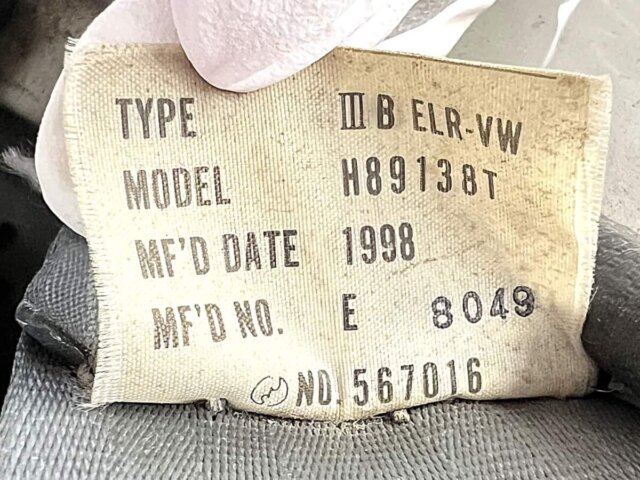 TYPE III B ELR-VW
MODEL H89138T
MF'D DATE 1998
MF'D NO. E 8049
NO. 567016